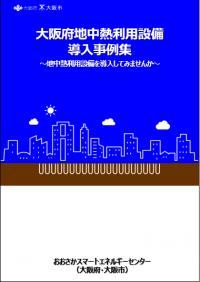 大阪府 大阪市
大阪府地中熱利用設備
導入事例集
～地中熱利用設備を導入してみませんか～
おおさかスマートエネルギーセンター
（大阪府・大阪市）